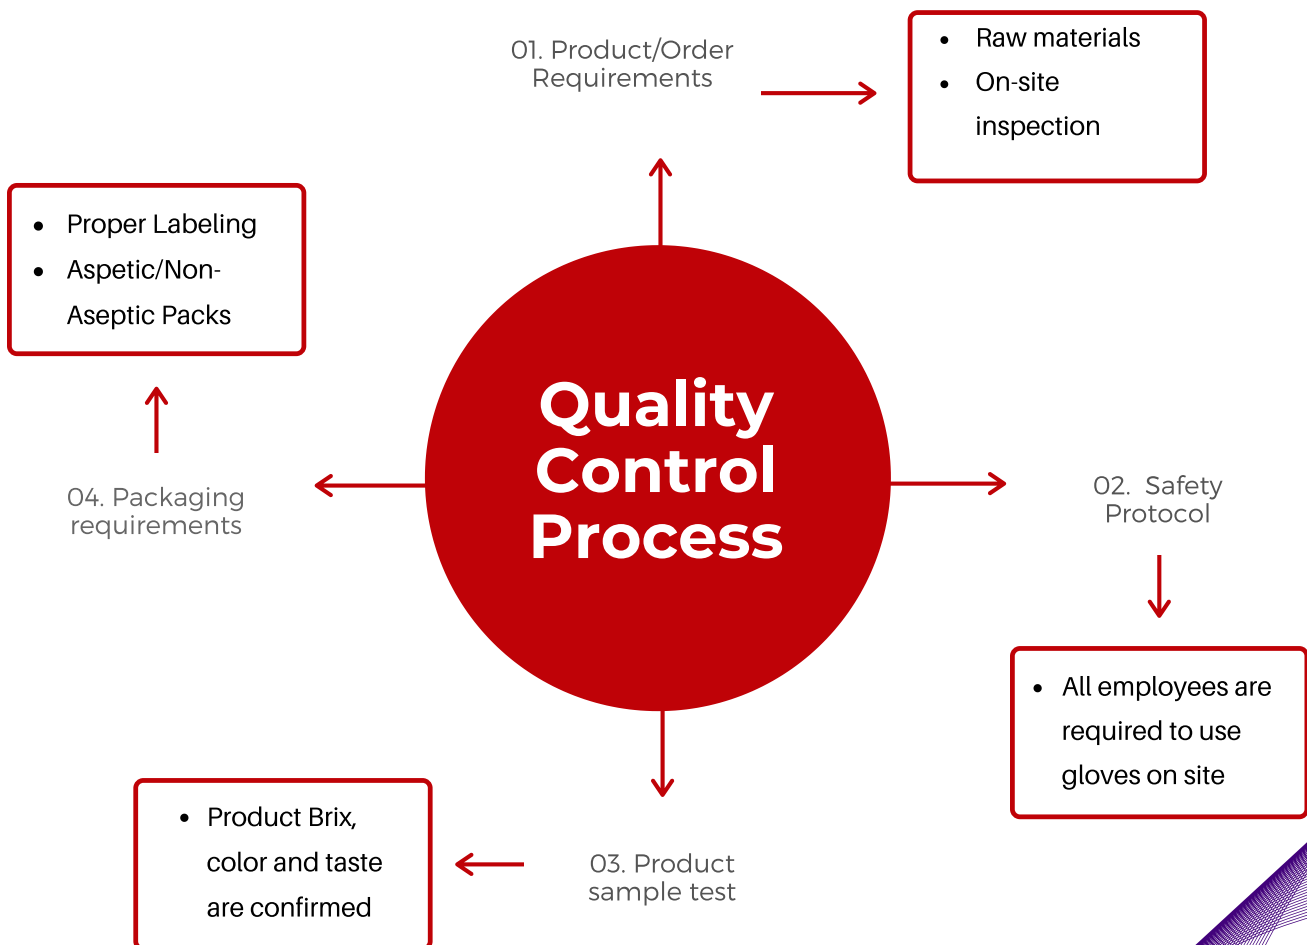 01. Product/Order
Requirements
• Raw materials
• On-site
inspection
• Proper Labeling
• Aspetic/Non-
Aseptic Packs
Quality
Control
Process
04. Packaging
requirements
02. Safety
Protocol
• All employees are
required to use
gloves on site
• Product Brix,
color and taste
are confirmed
03. Product
sample test